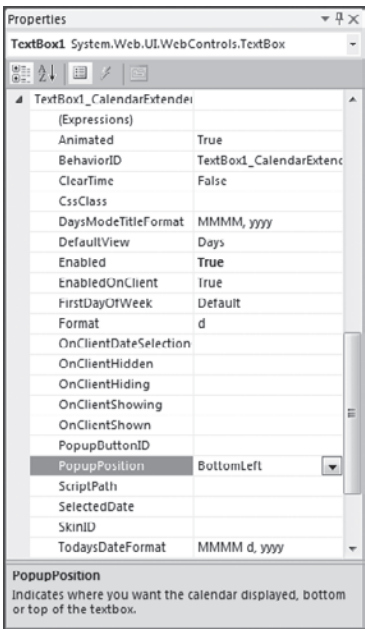 Properties
TextBox1 System.Web.UI.WebControls.TextBox
TextBox1_CalendarExtender
(Expressions)
Animated True
BehaviorID TextBox1_CalendarExtend
ClearTime False
CssClass
DaysModeTitleFormat MMMM, yyyy
DefaultView Days
Enabled True
EnabledOnClient True
FirstDayOfWeek Default
Format d
OnClientDateSelection
OnClientHidden
OnClientHiding
OnClientShowing
OnClientShown
PopupButtonID
PopupPosition BottomLeft
ScriptPath
SelectedDate
SkinID
TodaysDateFormat MMMM d, yyyy
PopupPosition
Indicates where you want the calendar displayed, bottom
or top of the textbox.